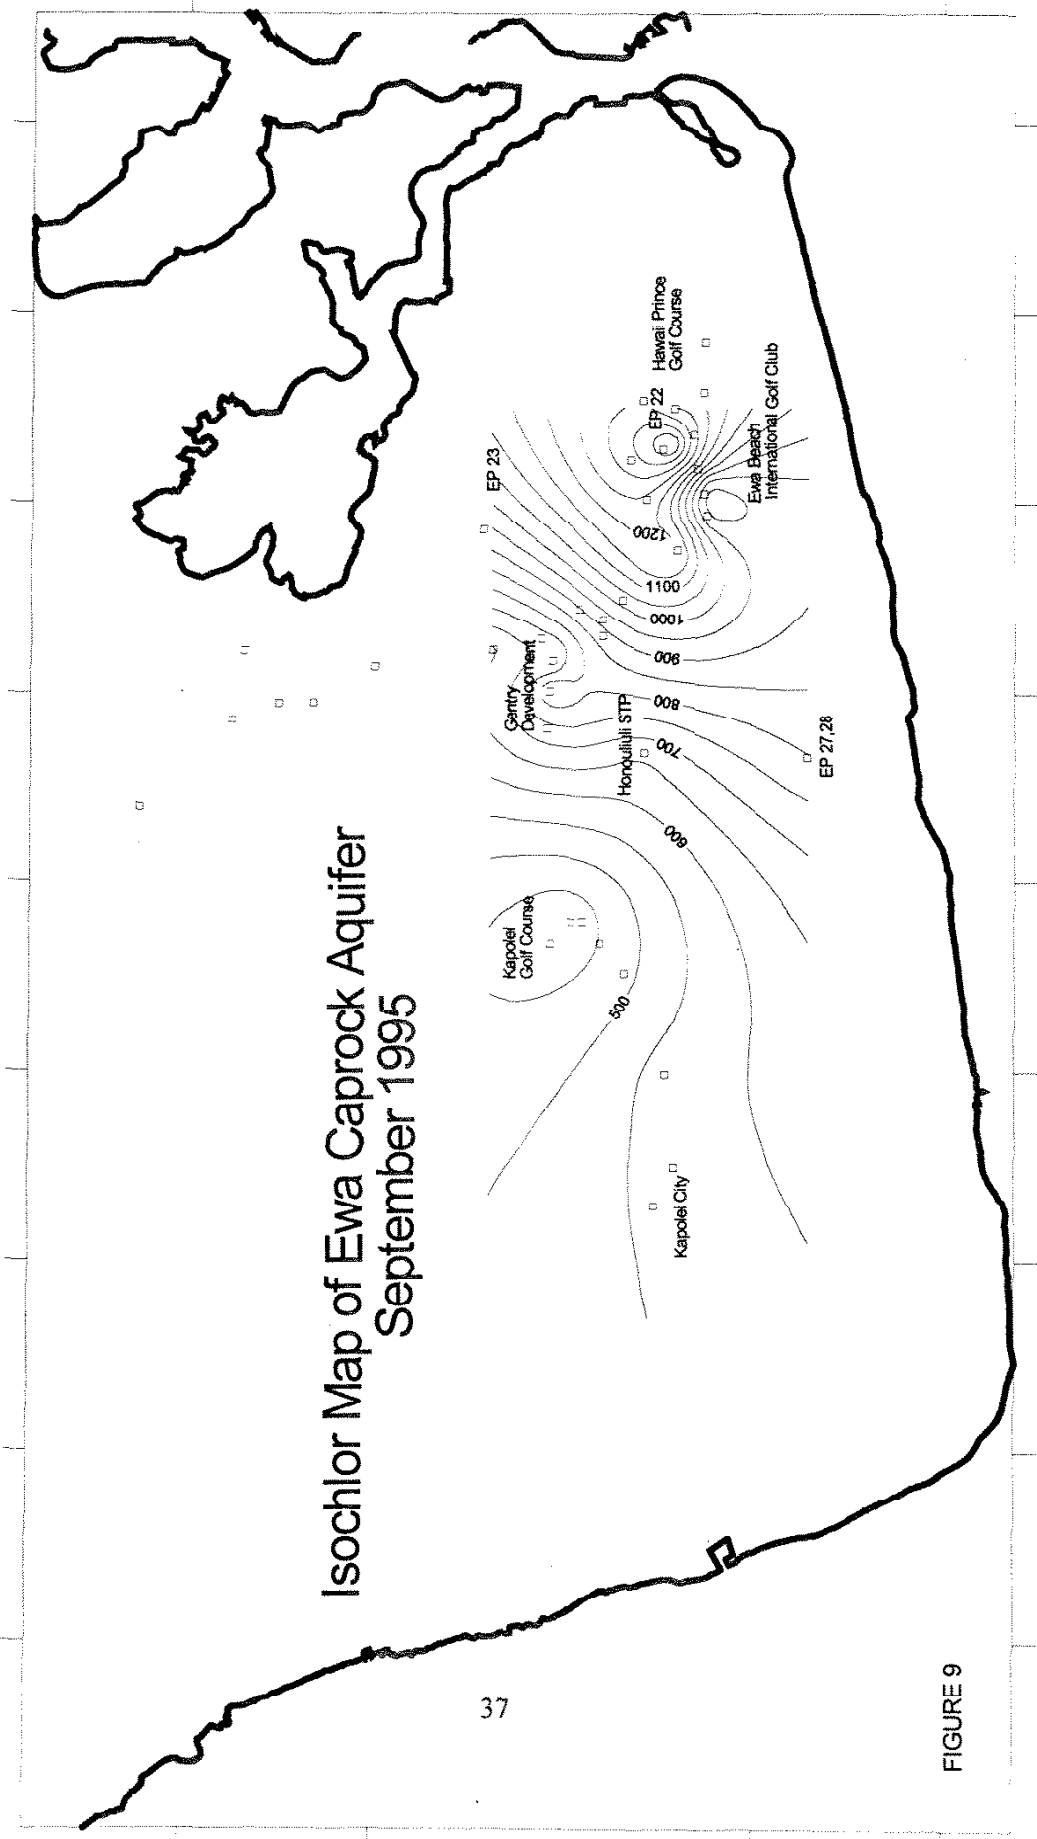 Isochlor Map of Ewa Caprock Aquifer
September 1995
EP 23
Hawaii Prince
Golf Course
EP 22
Ewa Beach
International Golf Club
1200
1100
1000
900
800
700
600
500
Gentry
Development
Honouliuli STP
EP 27,28
Kapolei
Golf Course
Kapolei City
37
FIGURE 9